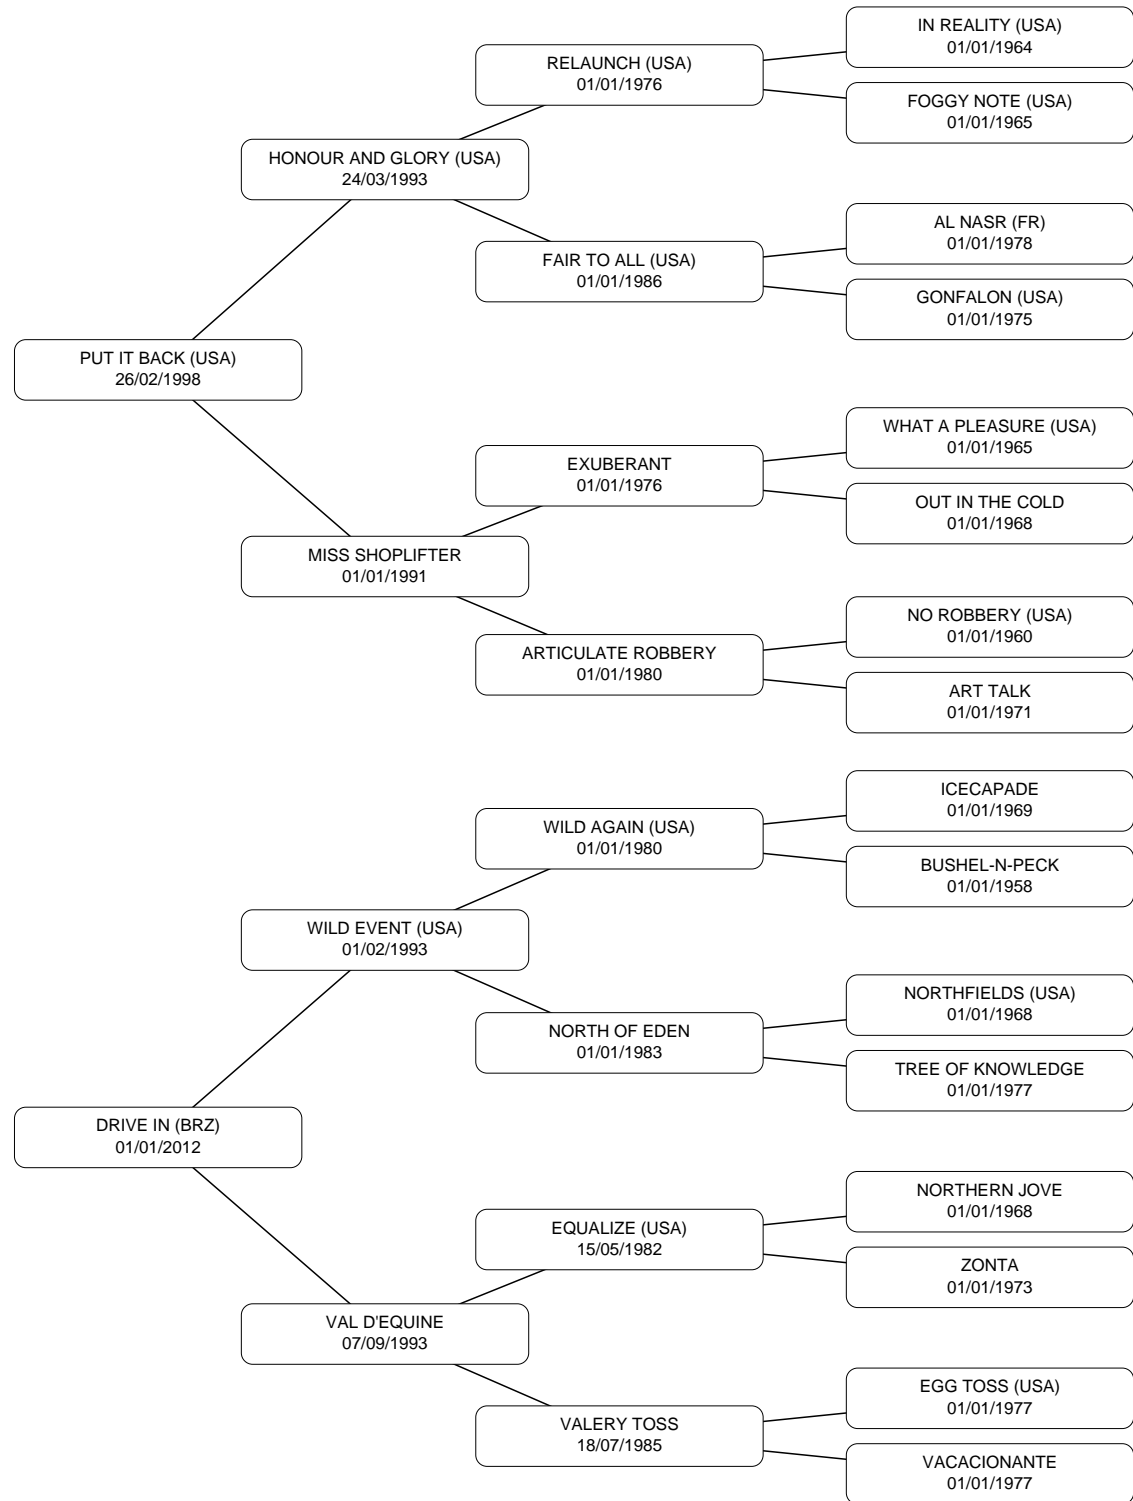 IN REALITY (USA)
01/01/1964
RELAUNCH (USA)
01/01/1976
FOGGY NOTE (USA)
01/01/1965
HONOUR AND GLORY (USA)
24/03/1993
AL NASR (FR)
01/01/1978
FAIR TO ALL (USA)
01/01/1986
GONFALON (USA)
01/01/1975
PUT IT BACK (USA)
26/02/1998
WHAT A PLEASURE (USA)
01/01/1965
EXUBERANT
01/01/1976
OUT IN THE COLD
01/01/1968
MISS SHOPLIFTER
01/01/1991
NO ROBBERY (USA)
01/01/1960
ARTICULATE ROBBERY
01/01/1980
ART TALK
01/01/1971
ICECAPADE
01/01/1969
WILD AGAIN (USA)
01/01/1980
BUSHEL-N-PECK
01/01/1958
WILD EVENT (USA)
01/02/1993
NORTHFIELDS (USA)
01/01/1968
NORTH OF EDEN
01/01/1983
TREE OF KNOWLEDGE
01/01/1977
DRIVE IN (BRZ)
01/01/2012
NORTHERN JOVE
01/01/1968
EQUALIZE (USA)
15/05/1982
ZONTA
01/01/1973
VAL D'EQUINE
07/09/1993
EGG TOSS (USA)
01/01/1977
VALERY TOSS
18/07/1985
VACACIONANTE
01/01/1977